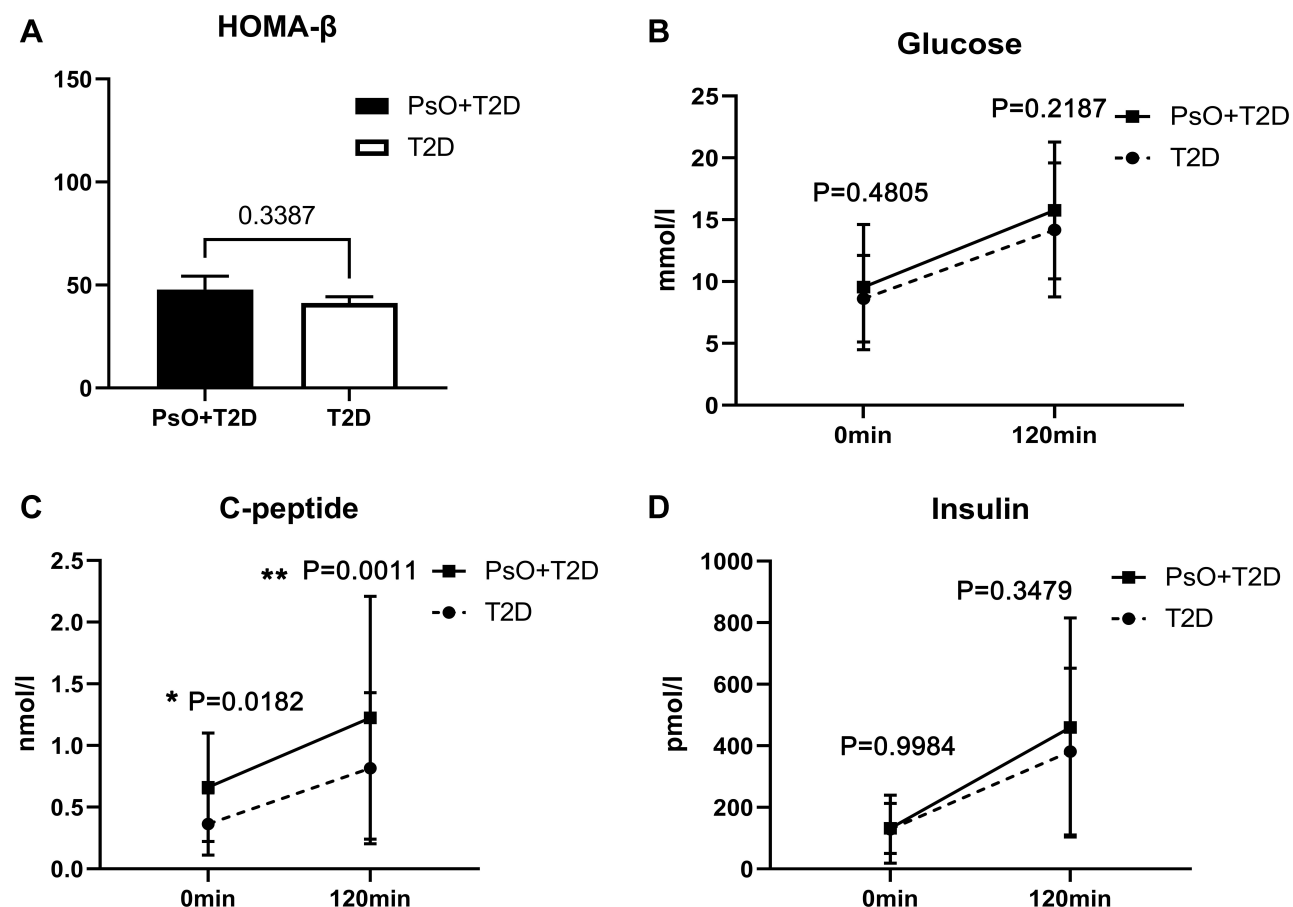 A
HOMA-β
150
100
50
0
0.3387
PsO+T2D
T2D
PsO+T2D
T2D
B
Glucose
mmol/l
25
20
15
10
5
0
P=0.4805
P=0.2187
PsO+T2D
T2D
0min
120min
C
C-peptide
nmol/l
2.5
2.0
1.5
1.0
0.5
0.0
* P=0.0182
** P=0.0011
PsO+T2D
T2D
0min
120min
D
Insulin
pmol/l
1000
800
600
400
200
0
P=0.9984
P=0.3479
PsO+T2D
T2D
0min
120min